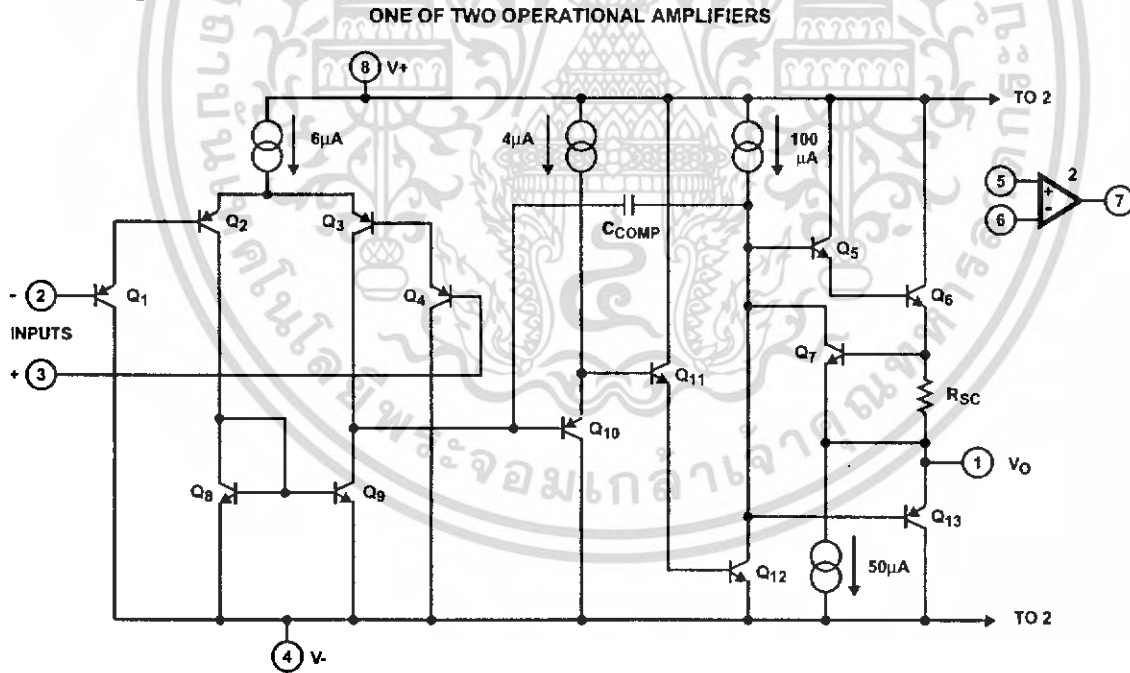 ONE OF TWO OPERATIONAL AMPLIFIERS
8 V+
TO 2
6µA
4µA
100
µA
2
5
+
-
6
7
CCOMP
Q2
Q3
Q5
Q1
Q4
Q6
- 2
INPUTS
+ 3
Q7
Q11
RSC
Q10
1 VO
Q8
Q9
Q13
Q12
50µA
TO 2
4 V-